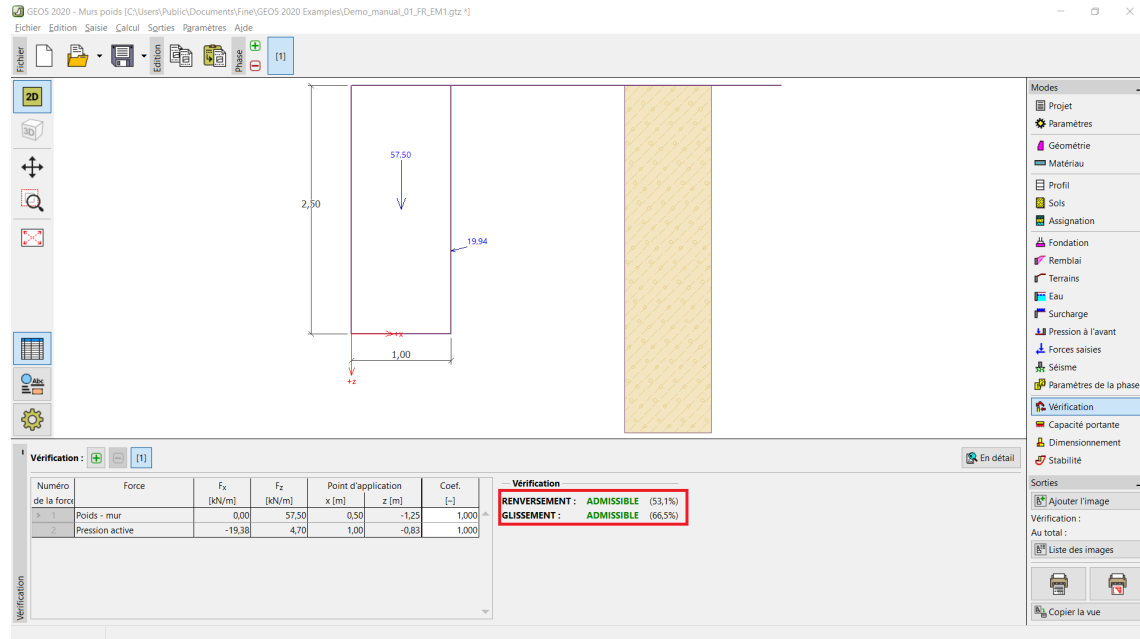 GEO5 2020 - Murs poids [C:\Users\Public\Documents\Fine\GEO5 2020 Examples\Demo_manual_01_FR_EM1.gtz *]
Fichier Edition Saisie Calcul Sorties Paramètres Aide
Fichier
Edition
Phase
[1]
2D
3D
57,50
2,50
19,94
+x
1,00
+z
Abc
Modes
Projet
Paramètres
Géométrie
Matériau
Profil
Sols
Assignation
Fondation
Remblai
Terrains
Eau
Surcharge
Pression à l'avant
Forces saisies
Séisme
Paramètres de la phase
Vérification
Capacité portante
Dimensionnement
Stabilité
Vérification : [1]
En détail
Numéro Force Fx Fz Point d'application Coef.
de la force [kN/m] [kN/m] x [m] z [m] [–]
1 Poids - mur 0,00 57,50 0,50 -1,25 1,000
2 Pression active -19,38 4,70 1,00 -0,83 1,000
Vérification
RENVERSEMENT : ADMISSIBLE (53,1%)
GLISSEMENT : ADMISSIBLE (66,5%)
Vérification
Sorties
Ajouter l'image
Vérification :
Au total :
Liste des images
Copier la vue